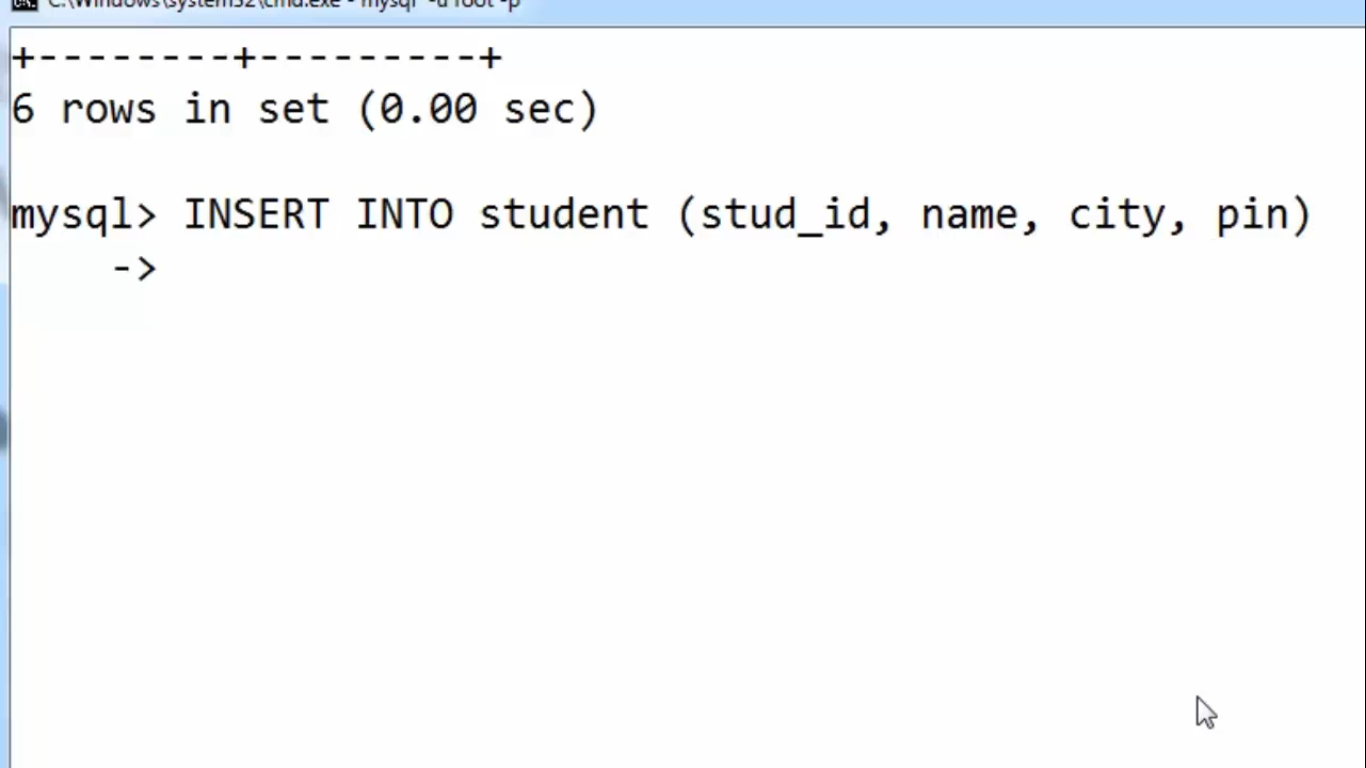 C:\Windows\system32\cmd.exe - mysql -u root -p
+--------+---------+
6 rows in set (0.00 sec)
mysql> INSERT INTO student (stud_id, name, city, pin)
->